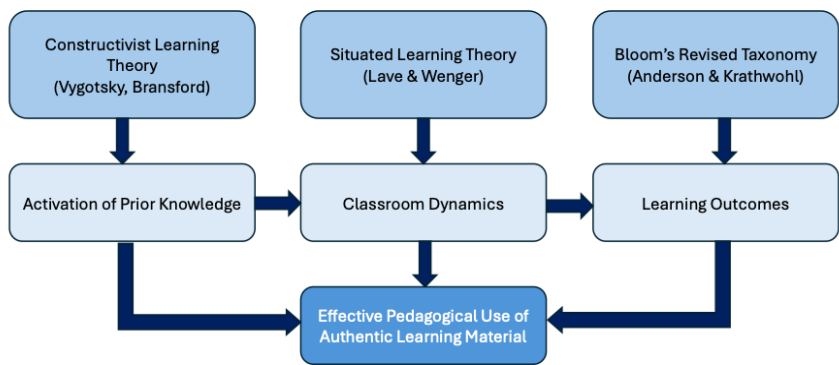 Constructivist Learning
Theory
(Vygotsky, Bransford)
Situated Learning Theory
(Lave & Wenger)
Bloom’s Revised Taxonomy
(Anderson & Krathwohl)
Activation of Prior Knowledge
Classroom Dynamics
Learning Outcomes
Effective Pedagogical Use of
Authentic Learning Material